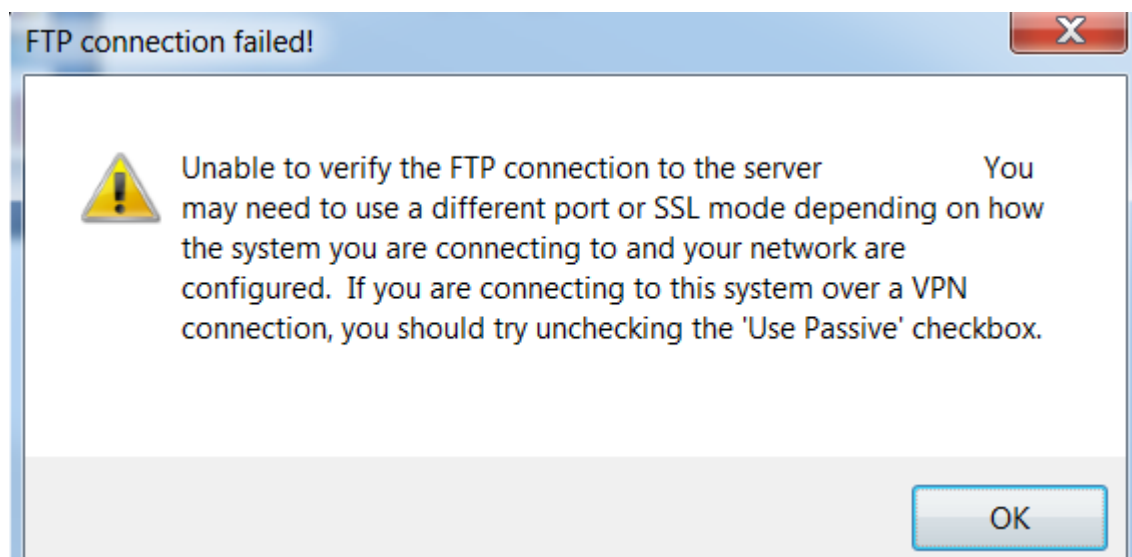 FTP connection failed!
Unable to verify the FTP connection to the server You
may need to use a different port or SSL mode depending on how
the system you are connecting to and your network are
configured. If you are connecting to this system over a VPN
connection, you should try unchecking the 'Use Passive' checkbox.
OK